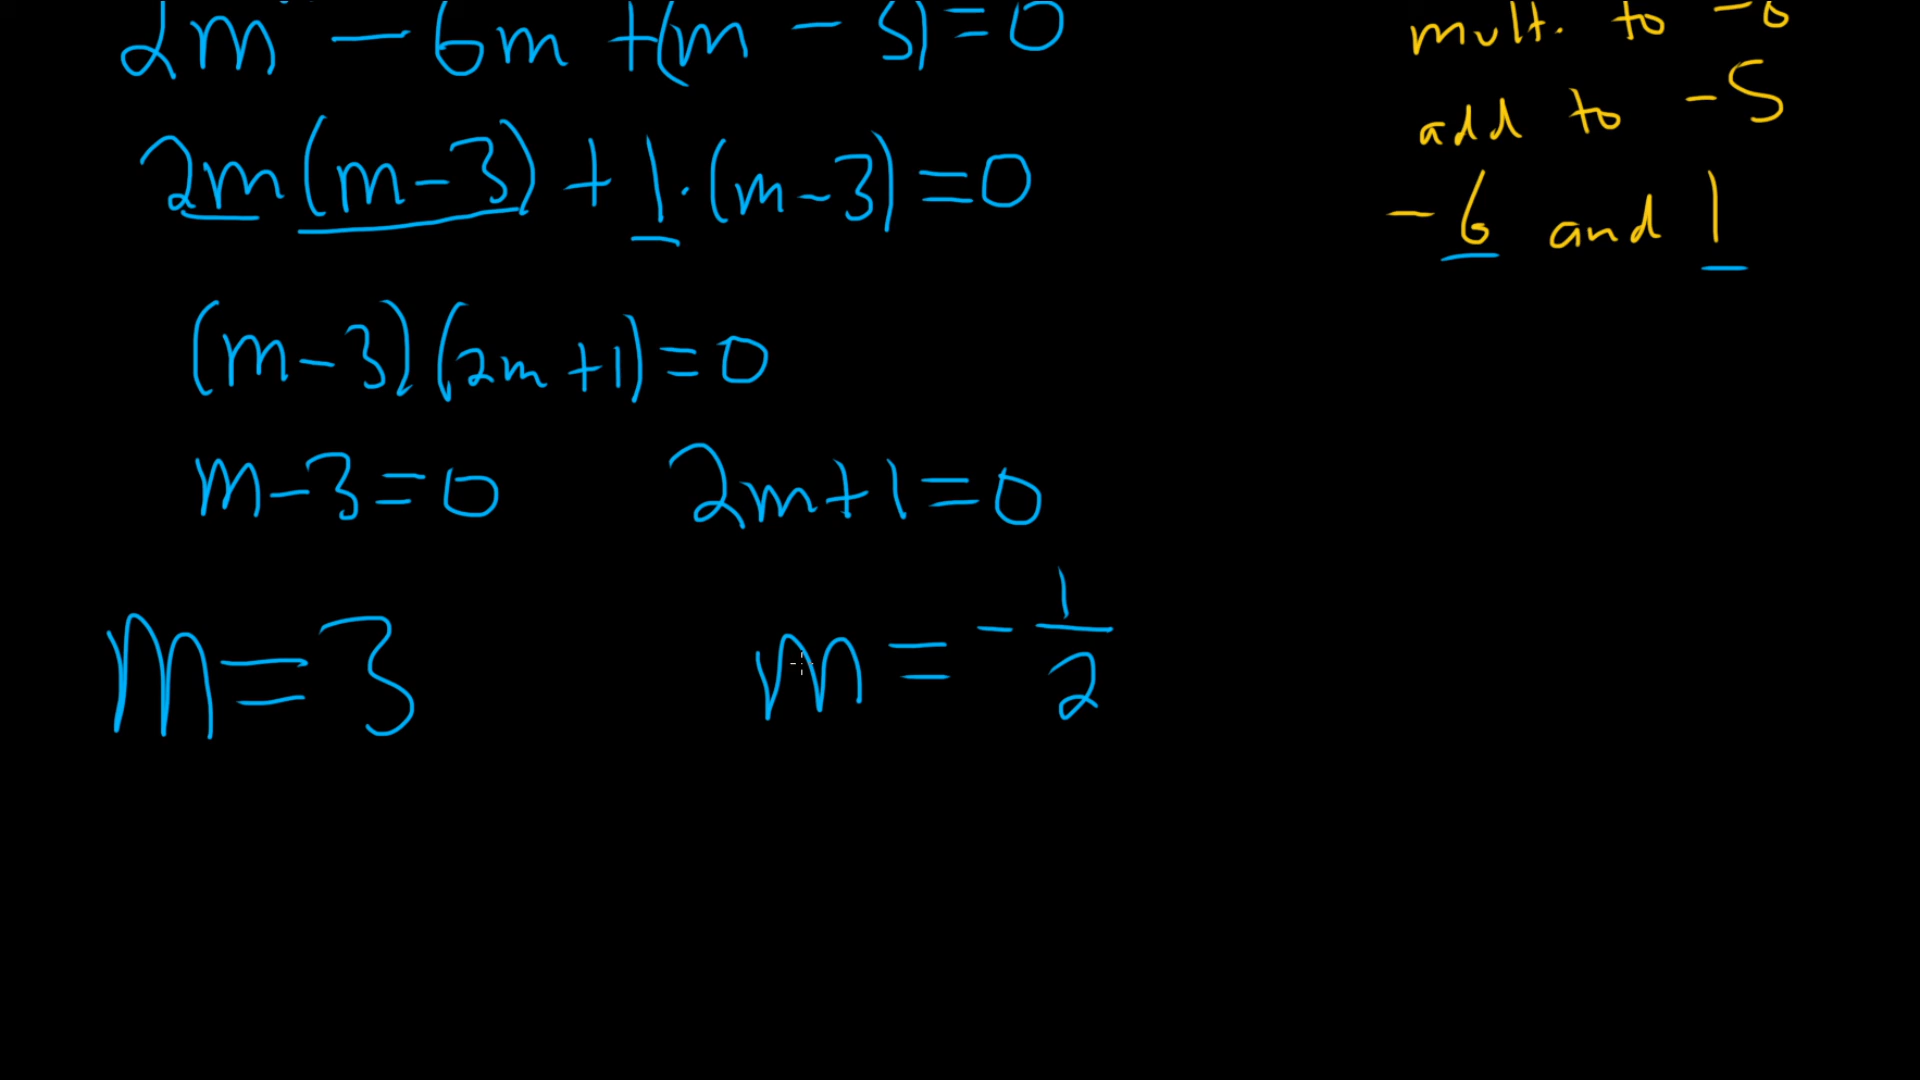 2m² - 6m + (m - 3) = 0
mult. to -6
2m(m-3) + 1·(m-3) = 0
add to -5
-6 and 1
(m-3)(2m+1) = 0
m-3=0 2m+1=0
m=3 m = -1/2